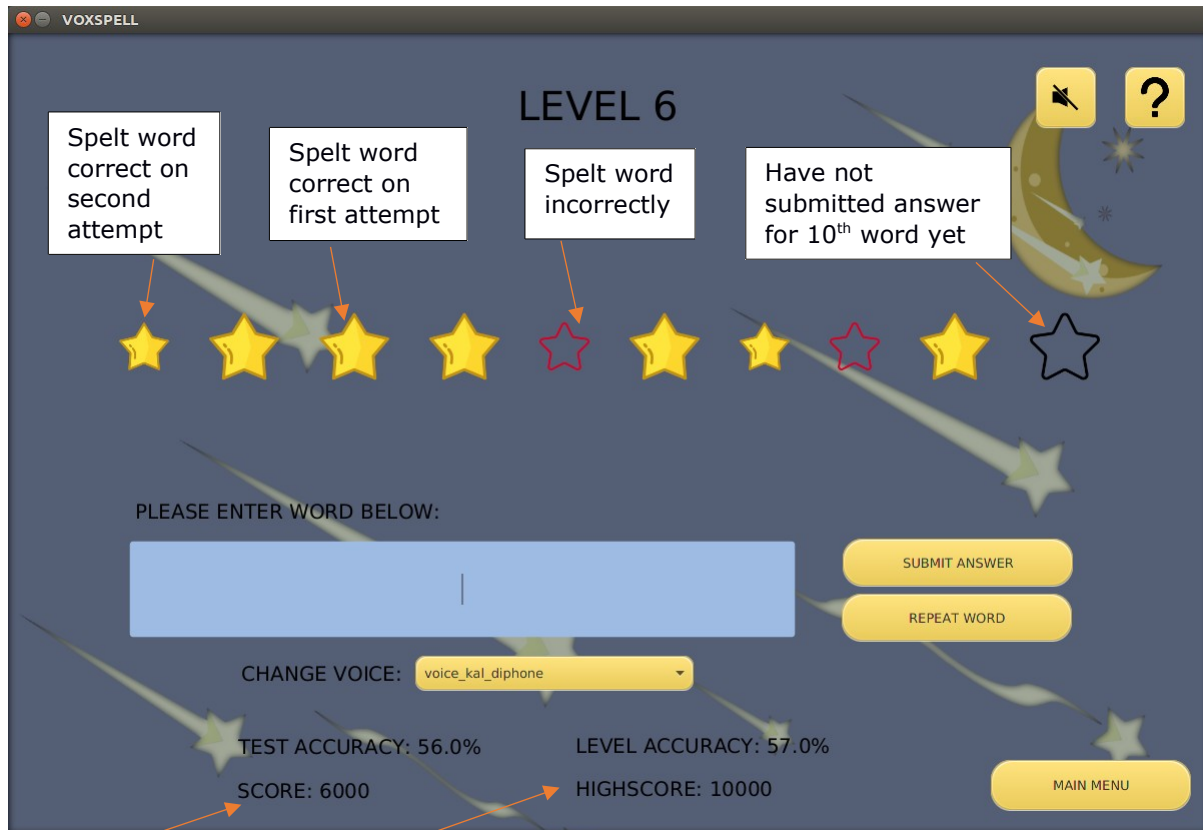 VOXSPELL
LEVEL 6
?
Spelt word
correct on
second
attempt
Spelt word
correct on
first attempt
Spelt word
incorrectly
Have not
submitted answer
for 10th word yet
PLEASE ENTER WORD BELOW:
SUBMIT ANSWER
REPEAT WORD
CHANGE VOICE: voice_kal_diphone
TEST ACCURACY: 56.0% LEVEL ACCURACY: 57.0%
SCORE: 6000 HIGHSCORE: 10000
MAIN MENU